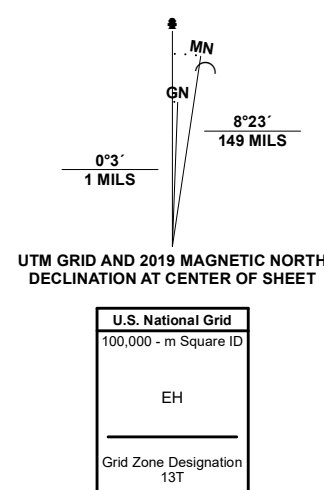 MN
GN
8°23´
149 MILS
0°3´
1 MILS
UTM GRID AND 2019 MAGNETIC NORTH
DECLINATION AT CENTER OF SHEET
U.S. National Grid
100,000 - m Square ID
EH
Grid Zone Designation
13T